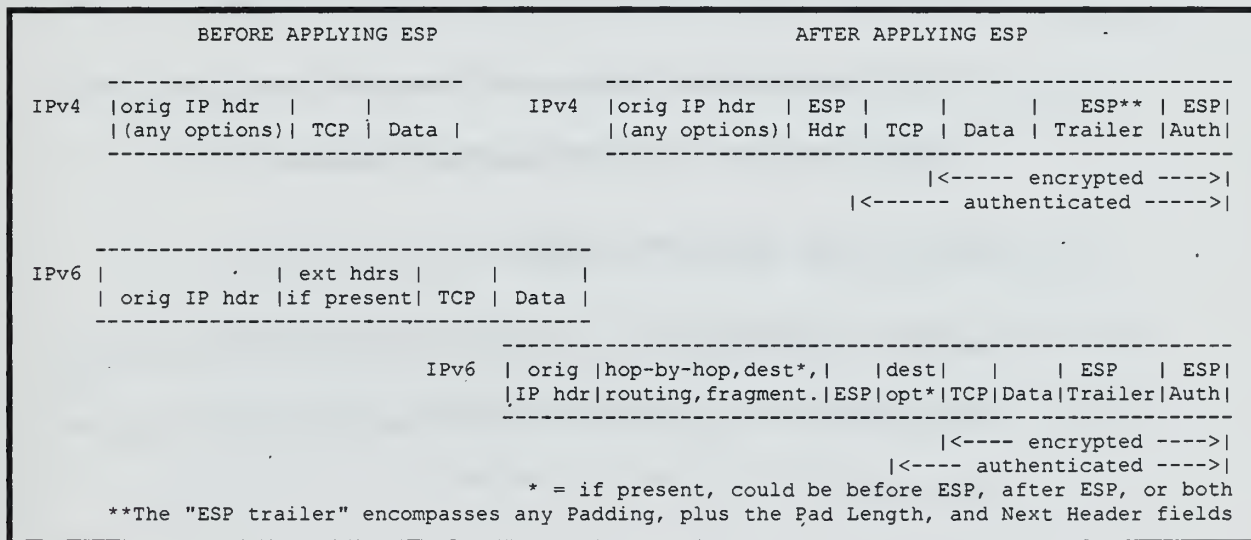 BEFORE APPLYING ESP AFTER APPLYING ESP
---------------------------- -------------------------------------------------
IPv4 |orig IP hdr | | | IPv4 |orig IP hdr | ESP | | | ESP** | ESP|
|(any options)| TCP | Data | |(any options)| Hdr | TCP | Data | Trailer |Auth|
---------------------------- -------------------------------------------------
|<----- encrypted ---->|
|<------ authenticated ----->|
---------------------------------------
IPv6 | | ext hdrs | | |
| orig IP hdr |if present| TCP | Data |
---------------------------------------
---------------------------------------------------------
IPv6 | orig |hop-by-hop,dest*,| |dest| | | ESP | ESP|
|IP hdr|routing,fragment.|ESP|opt*|TCP|Data|Trailer|Auth|
---------------------------------------------------------
|<---- encrypted ---->|
|<---- authenticated ---->|
* = if present, could be before ESP, after ESP, or both
**The "ESP trailer" encompasses any Padding, plus the Pad Length, and Next Header fields